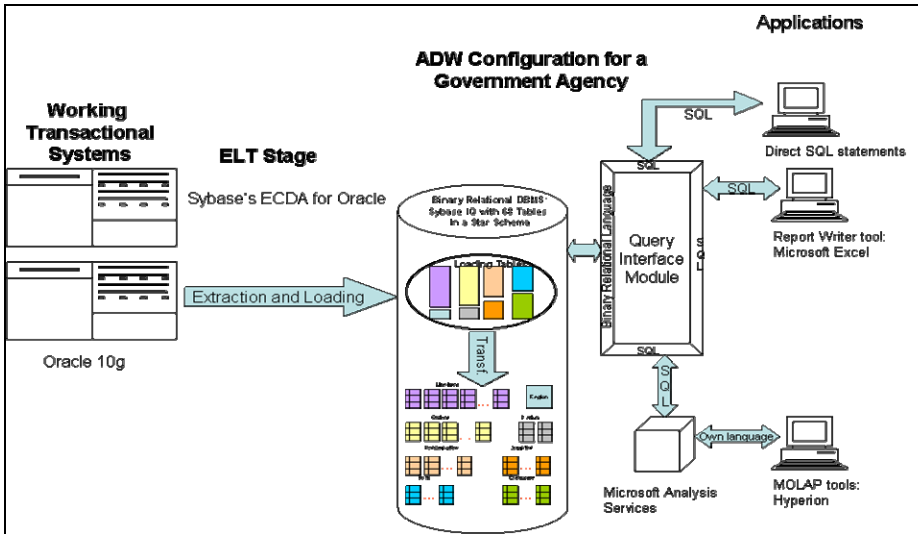 Applications
ADW Configuration for a
Government Agency
Working
Transactional
Systems
ELT Stage
Sybase's ECDA for Oracle
Extraction and Loading
Oracle 10g
Binary Relational DBMS:
Sybase IQ with 68 Tables
in a Star Schema
Loading Tables
Transf.
Region
Binary Relational Language
SQL
Query
Interface
Module
SQL
SQL
SQL
Direct SQL statements
SQL
Report Writer tool:
Microsoft Excel
SQL
Microsoft Analysis
Services
Own language
MOLAP tools:
Hyperion